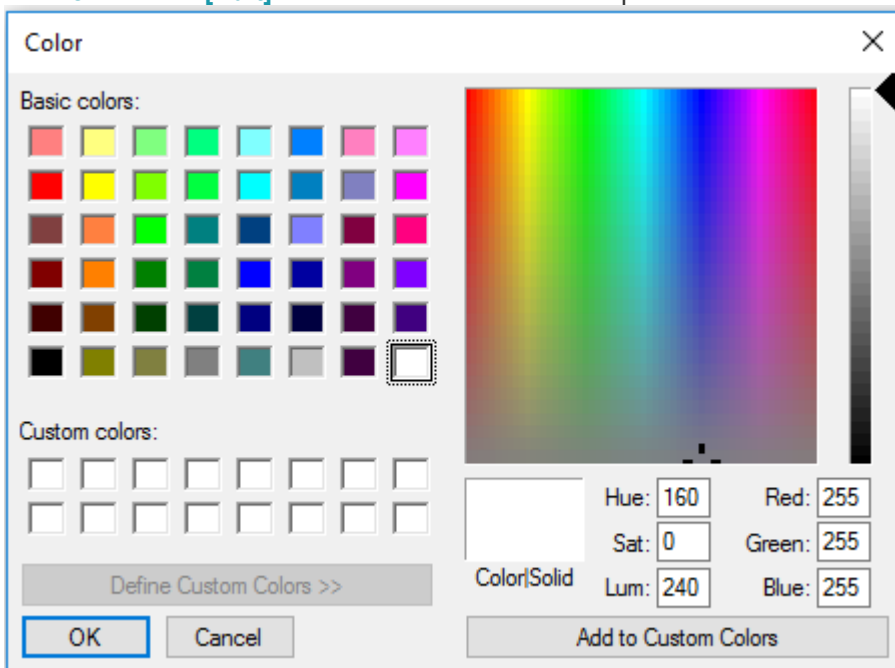 Color
Basic colors:
Custom colors:
Define Custom Colors >>
OK
Cancel
Color|Solid
Hue: 160
Sat: 0
Lum: 240
Red: 255
Green: 255
Blue: 255
Add to Custom Colors